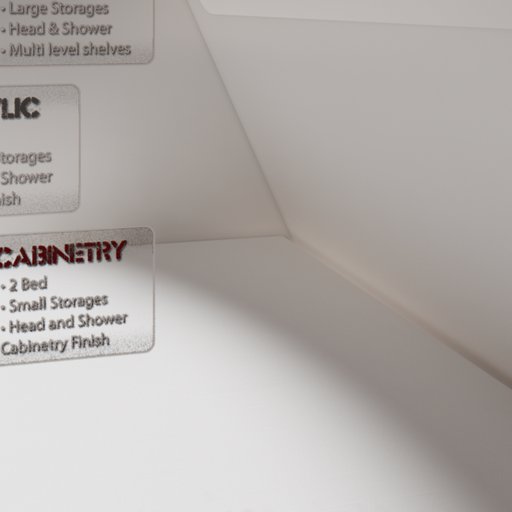 • Large Storages
• Head & Shower
• Multi level shelves
LIC
torages
Shower
ish
CABINETRY
• 2 Bed
• Small Storages
• Head and Shower
Cabinetry Finish